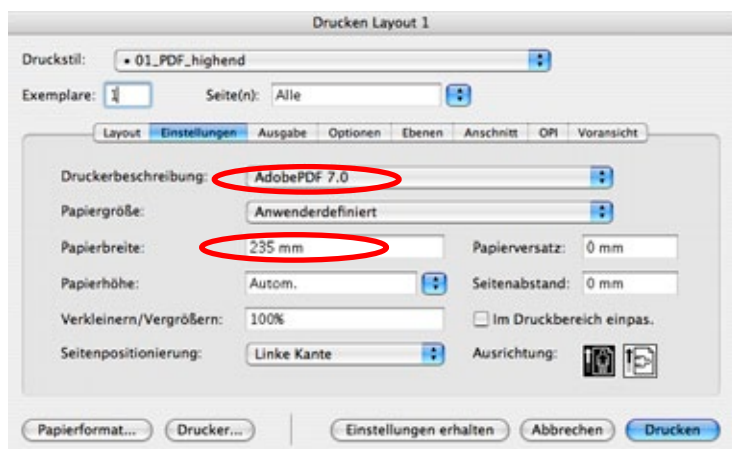 Drucken Layout 1
Druckstil: • 01_PDF_highend
Exemplare: 1 Seite(n): Alle
Layout Einstellungen Ausgabe Optionen Ebenen Anschnitt OPI Voransicht
Druckerbeschreibung: AdobePDF 7.0
Papiergröße: Anwenderdefiniert
Papierbreite: 235 mm Papierversatz: 0 mm
Papierhöhe: Autom. Seitenabstand: 0 mm
Verkleinern/Vergrößern: 100% Im Druckbereich einpas.
Seitenpositionierung: Linke Kante Ausrichtung:
Papierformat... Drucker... Einstellungen erhalten Abbrechen Drucken